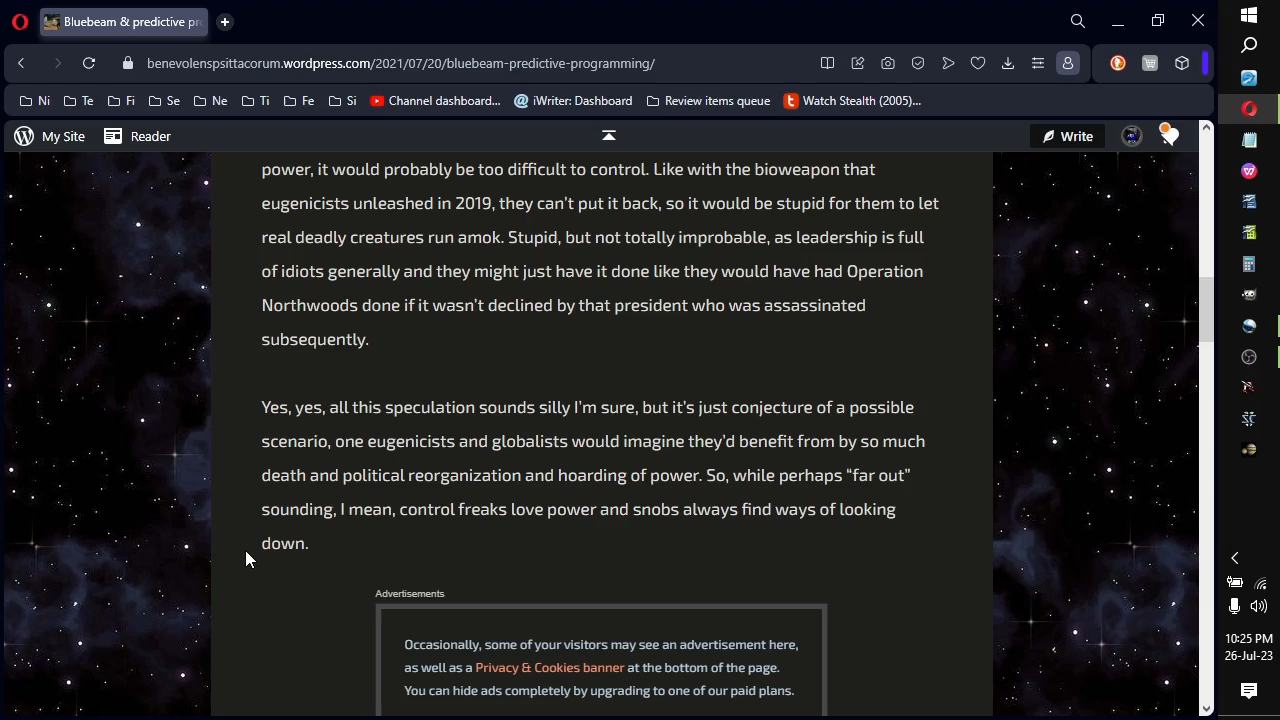 Bluebeam & predictive pr
benevolenspsittacorum.wordpress.com/2021/07/20/bluebeam-predictive-programming/
Ni
Te
Fi
Se
Ne
Ti
Fe
Si
Channel dashboard...
iWriter: Dashboard
Review items queue
Watch Stealth (2005)...
My Site
Reader
Write
power, it would probably be too difficult to control. Like with the bioweapon that
eugenicists unleashed in 2019, they can't put it back, so it would be stupid for them to let
real deadly creatures run amok. Stupid, but not totally improbable, as leadership is full
of idiots generally and they might just have it done like they would have had Operation
Northwoods done if it wasn't declined by that president who was assassinated
subsequently.
Yes, yes, all this speculation sounds silly I'm sure, but it's just conjecture of a possible
scenario, one eugenicists and globalists would imagine they'd benefit from by so much
death and political reorganization and hoarding of power. So, while perhaps “far out”
sounding, I mean, control freaks love power and snobs always find ways of looking
down.
Advertisements
Occasionally, some of your visitors may see an advertisement here,
as well as a Privacy & Cookies banner at the bottom of the page.
You can hide ads completely by upgrading to one of our paid plans.
10:25 PM
26-Jul-23